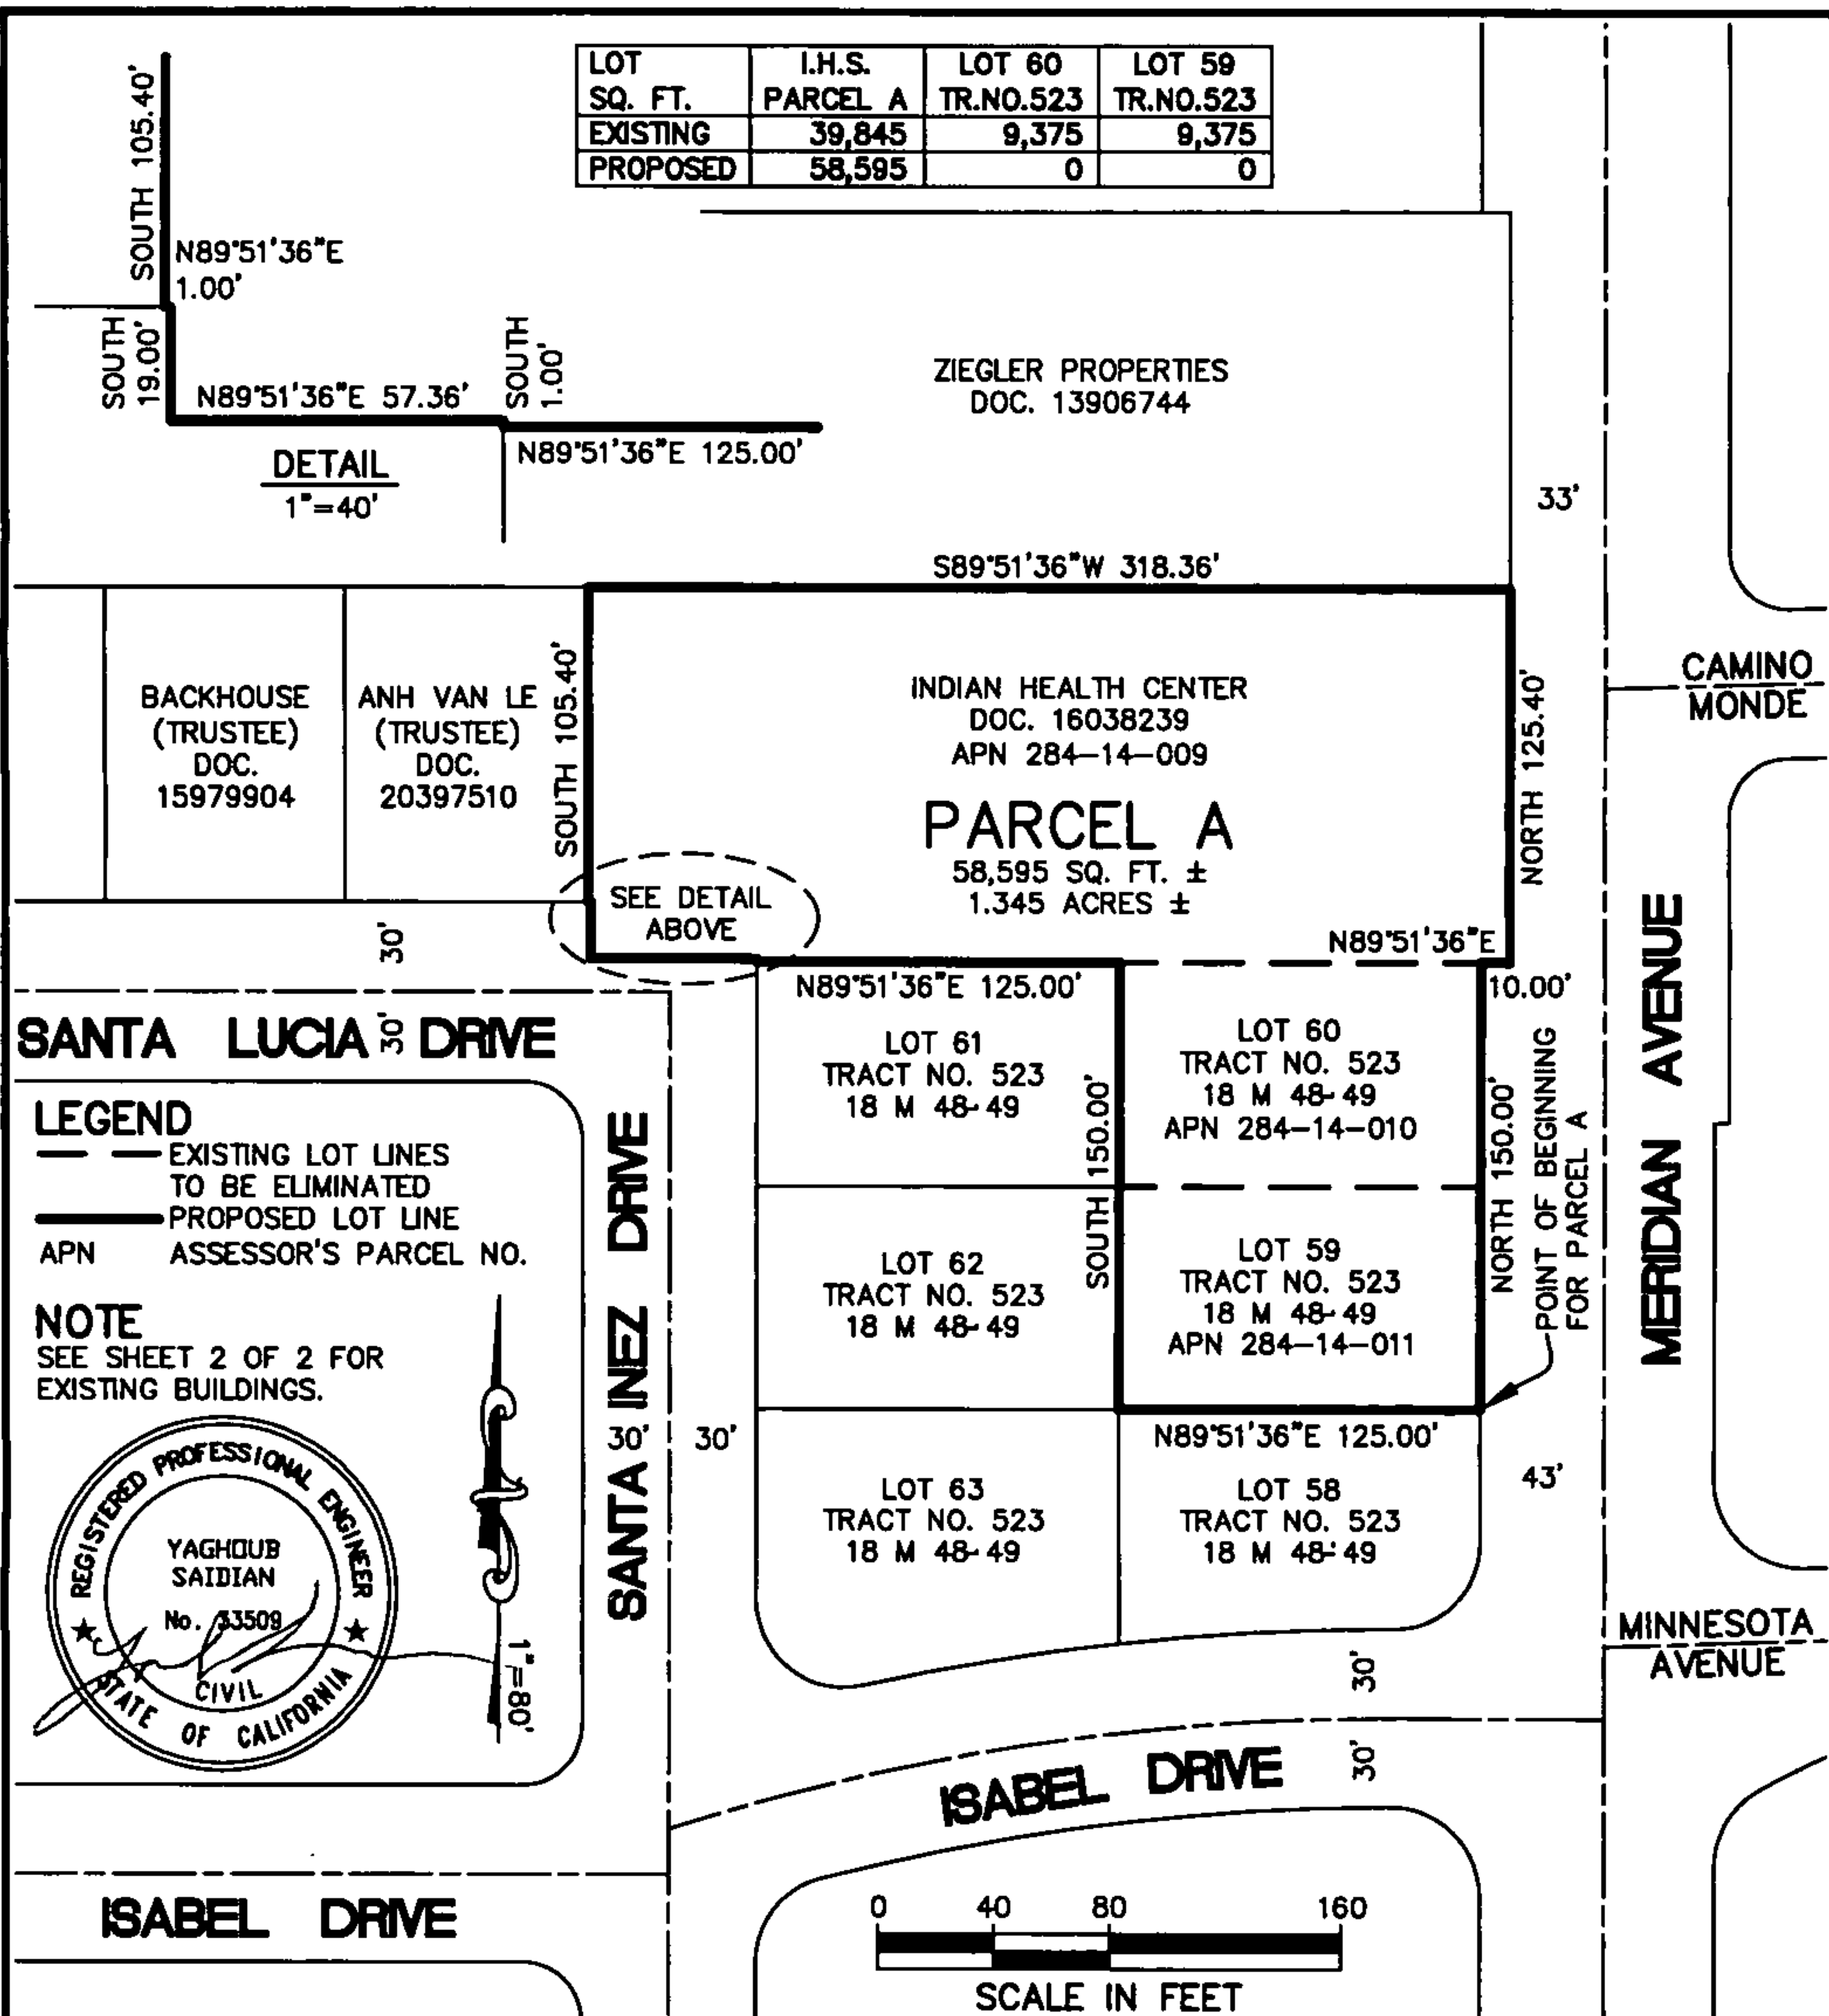 LOT SQ. FT. I.H.S. PARCEL A LOT 60 TR.NO.523 LOT 59 TR.NO.523
EXISTING 39,845 9,375 9,375
PROPOSED 58,595 0 0
SOUTH 105.40'
N89°51'36"E
1.00'
SOUTH
19.00'
N89°51'36"E 57.36'
SOUTH
1.00'
N89°51'36"E 125.00'
DETAIL
1"=40'
ZIEGLER PROPERTIES
DOC. 13906744
33'
S89°51'36"W 318.36'
BACKHOUSE
(TRUSTEE)
DOC.
15979904
ANH VAN LE
(TRUSTEE)
DOC.
20397510
SOUTH 105.40'
INDIAN HEALTH CENTER
DOC. 16038239
APN 284-14-009
PARCEL A
58,595 SQ. FT. ±
1.345 ACRES ±
NORTH 125.40'
CAMINO
MONDE
SEE DETAIL
ABOVE
N89°51'36"E
10.00'
N89°51'36"E 125.00'
30'
30'
SANTA LUCIA DRIVE
MERIDIAN AVENUE
LOT 61
TRACT NO. 523
18 M 48-49
LOT 60
TRACT NO. 523
18 M 48-49
APN 284-14-010
SOUTH 150.00'
NORTH 150.00'
POINT OF BEGINNING
FOR PARCEL A
LEGEND
EXISTING LOT LINES
TO BE ELIMINATED
PROPOSED LOT LINE
APN ASSESSOR'S PARCEL NO.
SANTA INEZ DRIVE
LOT 62
TRACT NO. 523
18 M 48-49
LOT 59
TRACT NO. 523
18 M 48-49
APN 284-14-011
NOTE
SEE SHEET 2 OF 2 FOR
EXISTING BUILDINGS.
30'
30'
N89°51'36"E 125.00'
43'
LOT 63
TRACT NO. 523
18 M 48-49
LOT 58
TRACT NO. 523
18 M 48-49
REGISTERED PROFESSIONAL ENGINEER
YAGHOUB
SAIDIAN
No. 33509
CIVIL
STATE OF CALIFORNIA
1"=80'
MINNESOTA
AVENUE
30'
30'
ISABEL DRIVE
ISABEL DRIVE
0 40 80 160
SCALE IN FEET